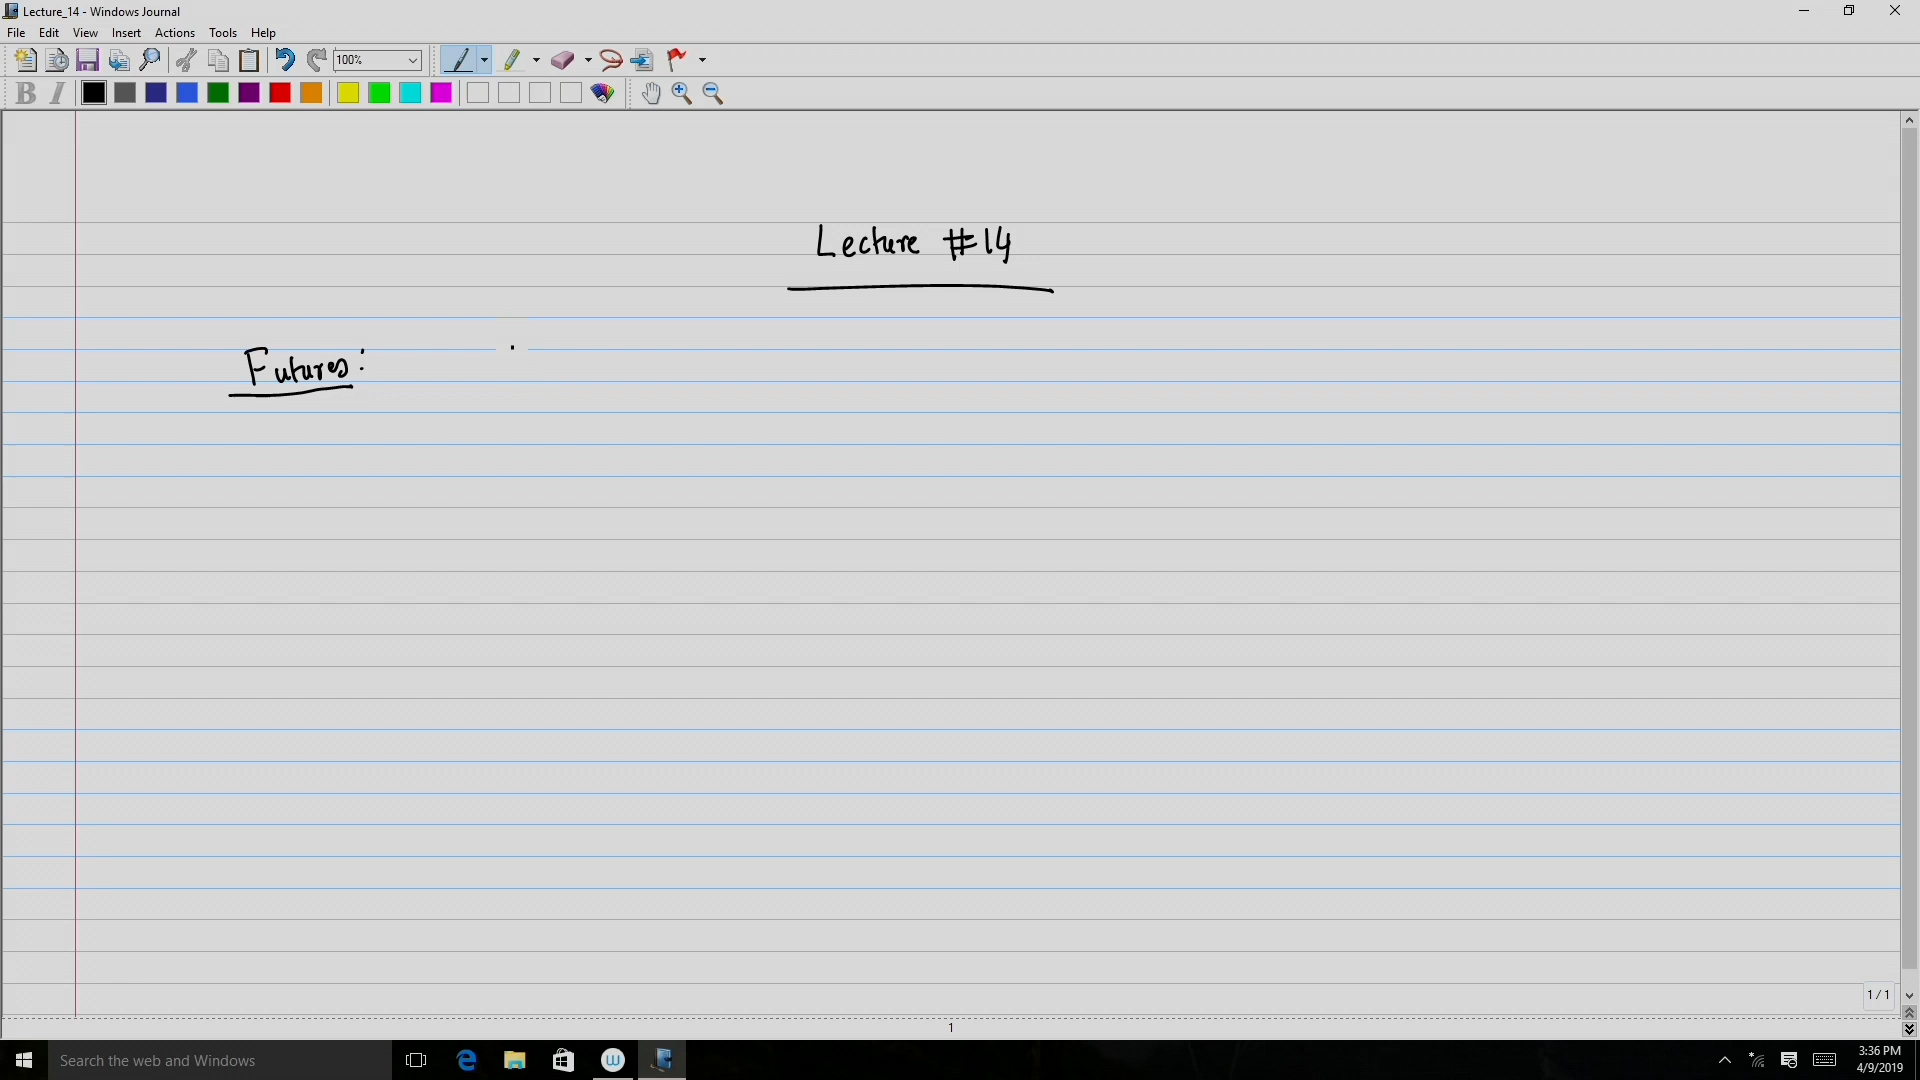 Lecture_14 - Windows Journal
File Edit View Insert Actions Tools Help
100%
B I
Lecture #14
Futures:
1 / 1
1
Search the web and Windows
3:36 PM
4/9/2019